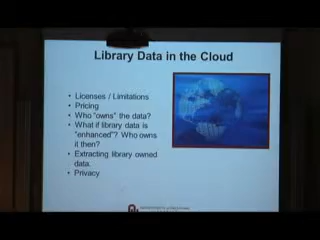 Library Data in the Cloud
• Licenses / Limitations
• Pricing
• Who "owns" the data?
• What if library data is
"enhanced"? Who owns
it then?
• Extracting library owned
data.
• Privacy